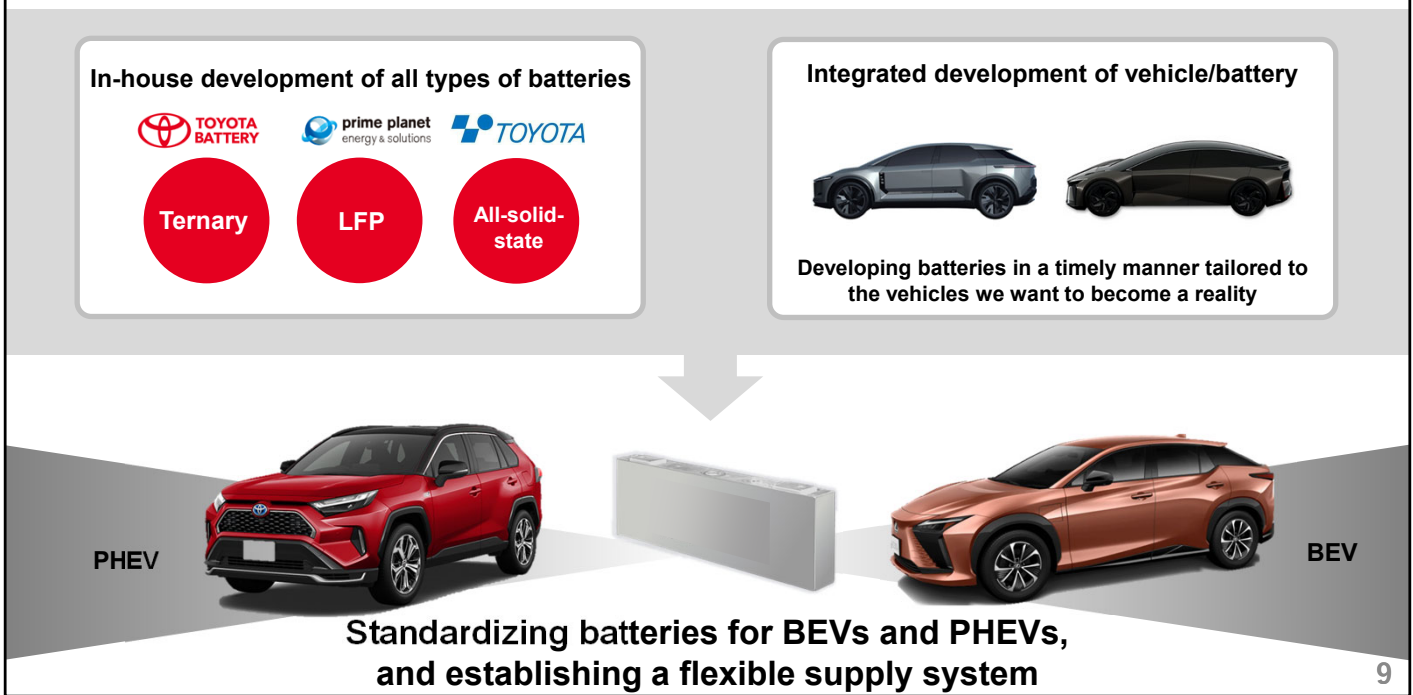 In-house development of all types of batteries
TOYOTA
BATTERY
prime planet
energy & solutions
TOYOTA
Ternary
LFP
All-solid-
state
Integrated development of vehicle/battery
Developing batteries in a timely manner tailored to
the vehicles we want to become a reality
PHEV
BEV
Standardizing batteries for BEVs and PHEVs,
and establishing a flexible supply system
9